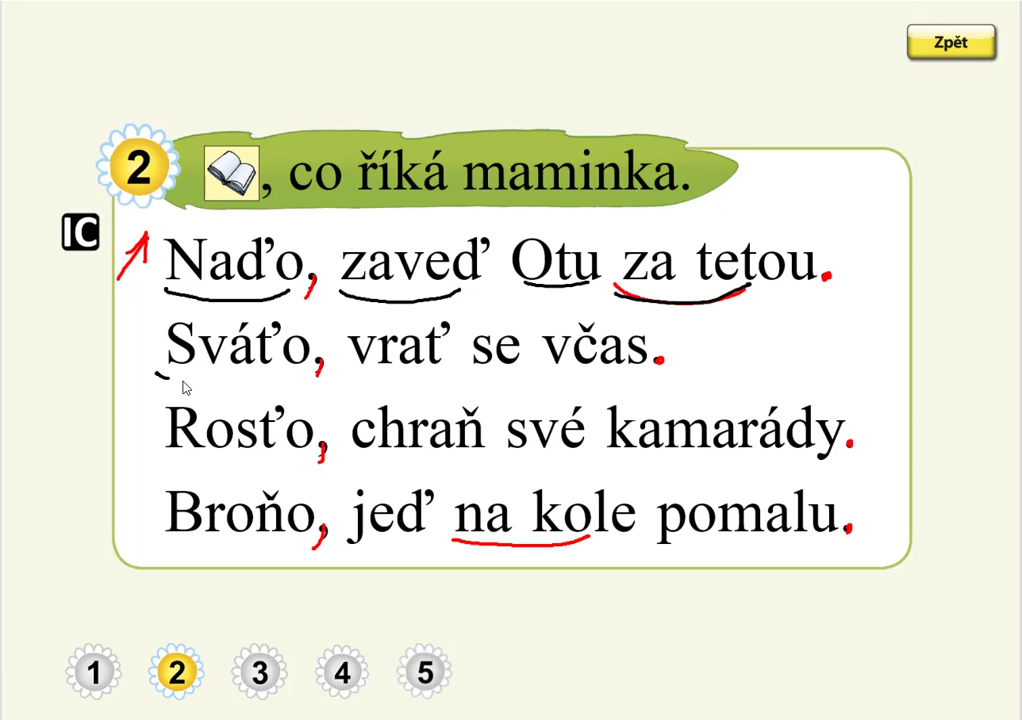 Zpět
2 , co říká maminka.
IC
Naďo, zaveď Otu za tetou.
Sváťo, vrať se včas.
Rosťo, chraň své kamarády.
Broňo, jeď na kole pomalu.
1 2 3 4 5